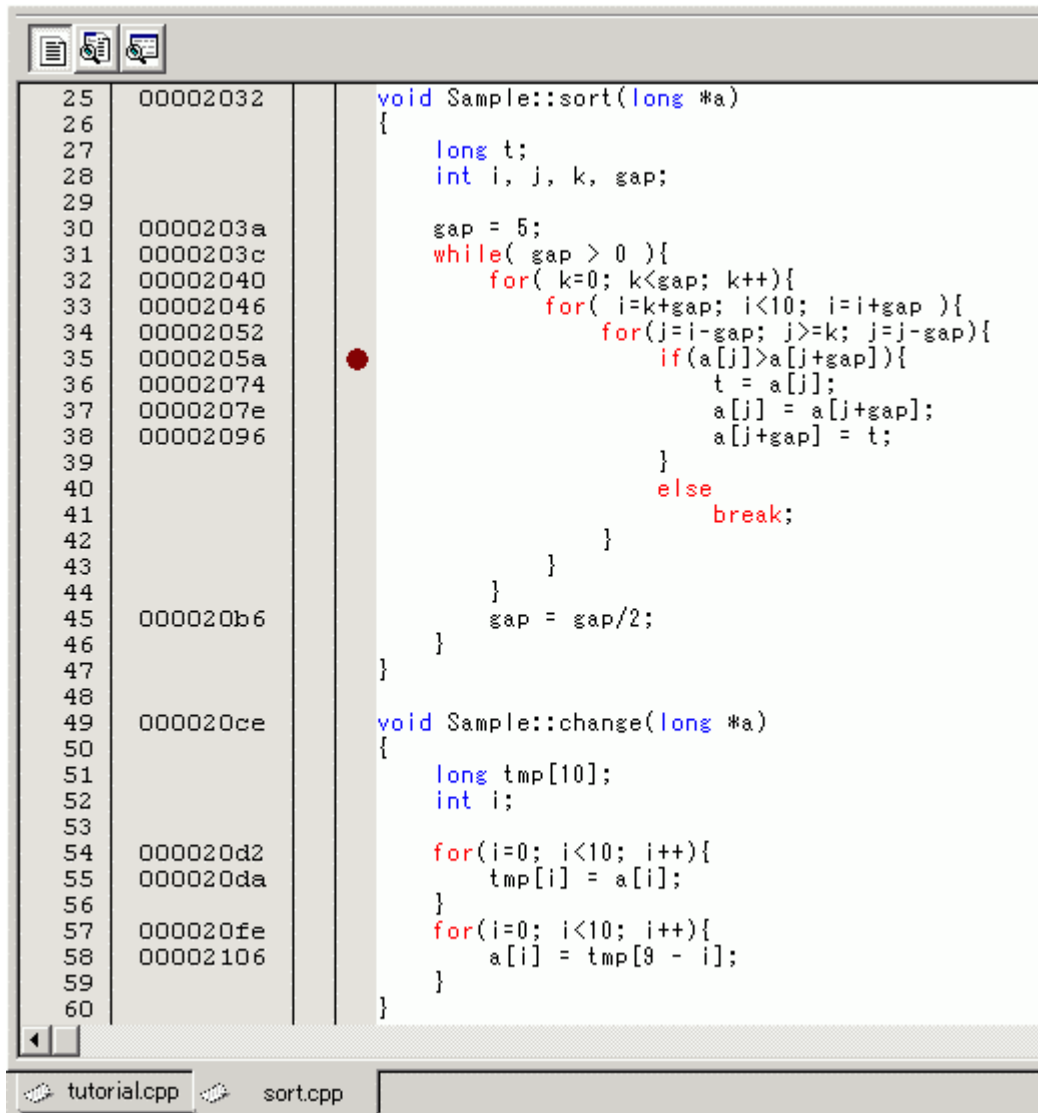 25 00002032 void Sample::sort(long *a)
26 {
27 long t;
28 int i, j, k, gap;
29
30 0000203a gap = 5;
31 0000203c while( gap > 0 ){
32 00002040 for( k=0; k<gap; k++){
33 00002046 for( i=k+gap; i<10; i=i+gap ){
34 00002052 for(j=i-gap; j>=k; j=j-gap){
35 0000205a if(a[j]>a[j+gap]){
36 00002074 t = a[j];
37 0000207e a[j] = a[j+gap];
38 00002096 a[j+gap] = t;
39 }
40 else
41 break;
42 }
43 }
44 }
45 000020b6 gap = gap/2;
46 }
47 }
48
49 000020ce void Sample::change(long *a)
50 {
51 long tmp[10];
52 int i;
53
54 000020d2 for(i=0; i<10; i++){
55 000020da tmp[i] = a[i];
56 }
57 000020fe for(i=0; i<10; i++){
58 00002106 a[i] = tmp[9 - i];
59 }
60 }
tutorial.cpp sort.cpp